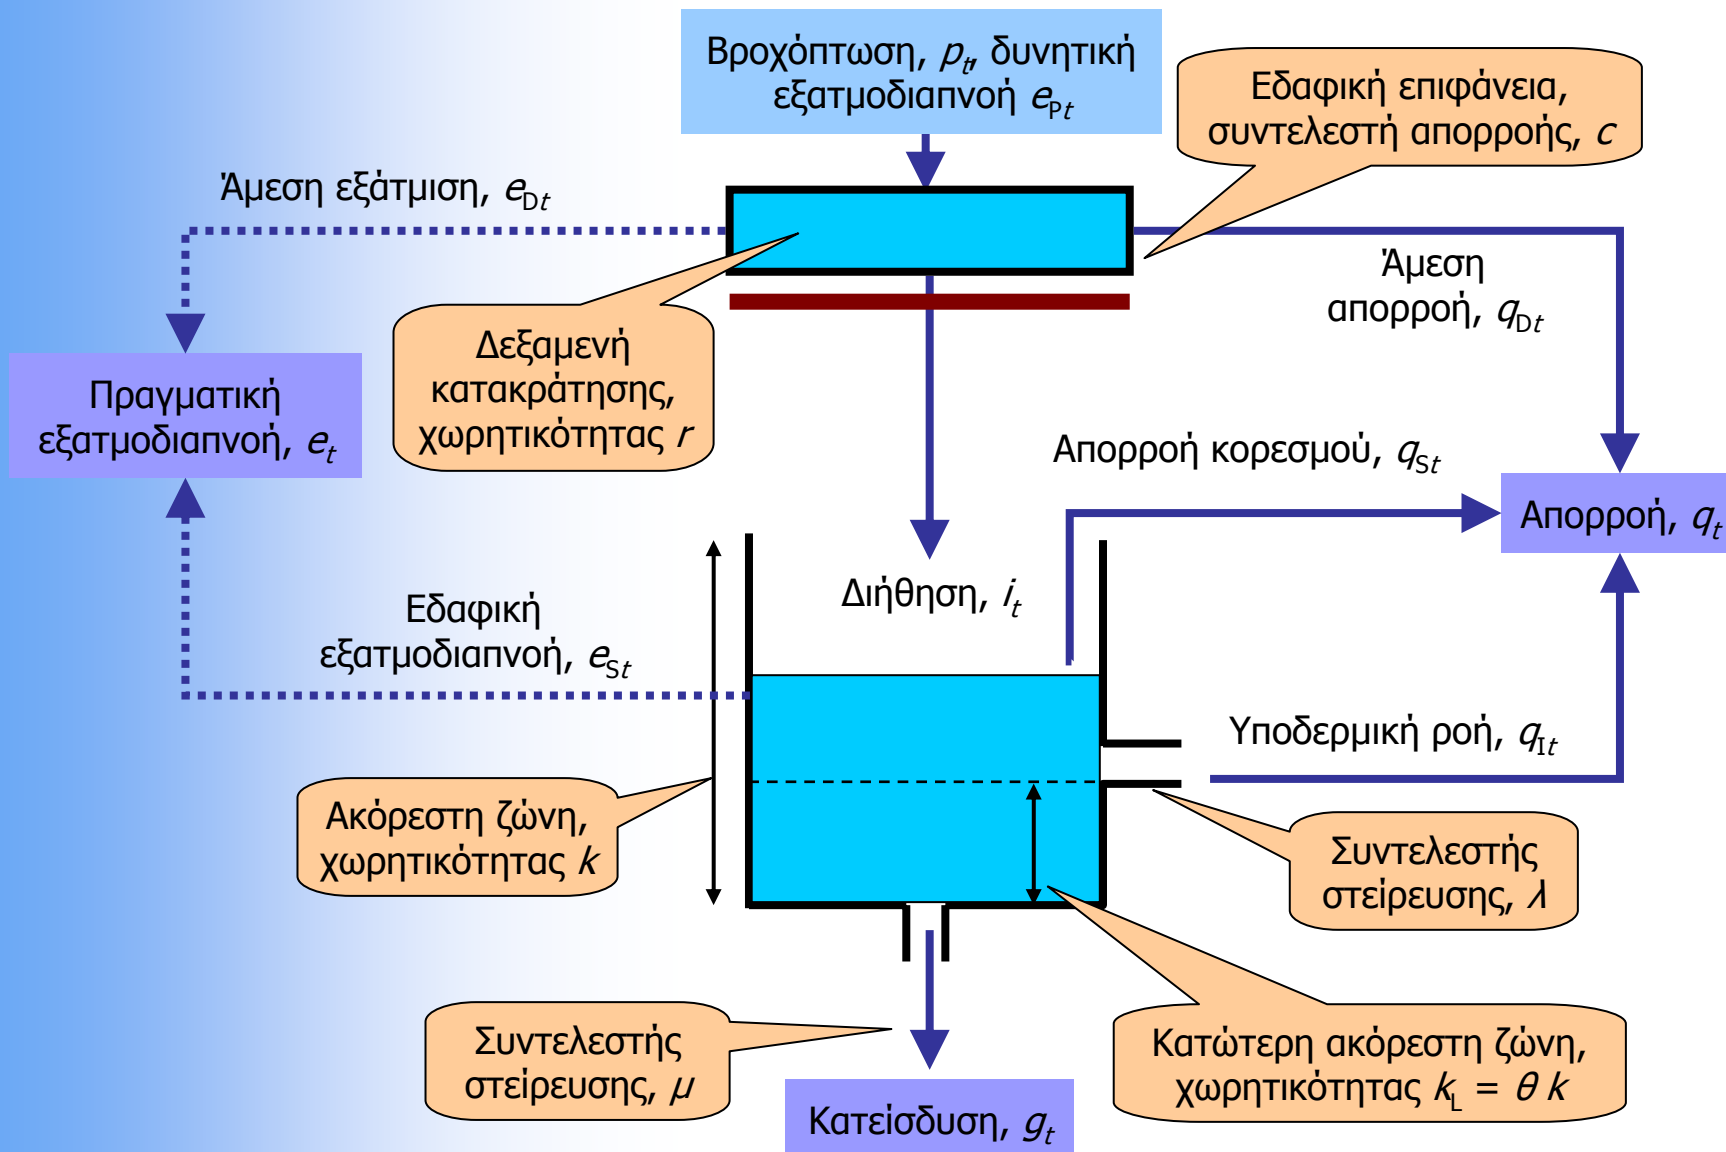 Βροχόπτωση, pt, δυνητική
εξατμοδιαπνοή ePt
Εδαφική επιφάνεια,
συντελεστή απορροής, c
Άμεση εξάτμιση, eDt
Άμεση
απορροή, qDt
Δεξαμενή
κατακράτησης,
χωρητικότητας r
Πραγματική
εξατμοδιαπνοή, et
Απορροή κορεσμού, qSt
Απορροή, qt
Διήθηση, it
Εδαφική
εξατμοδιαπνοή, eSt
Υποδερμική ροή, qIt
Ακόρεστη ζώνη,
χωρητικότητας k
Συντελεστής
στείρευσης, λ
Συντελεστής
στείρευσης, μ
Κατώτερη ακόρεστη ζώνη,
χωρητικότητας kL = θ k
Κατείσδυση, gt